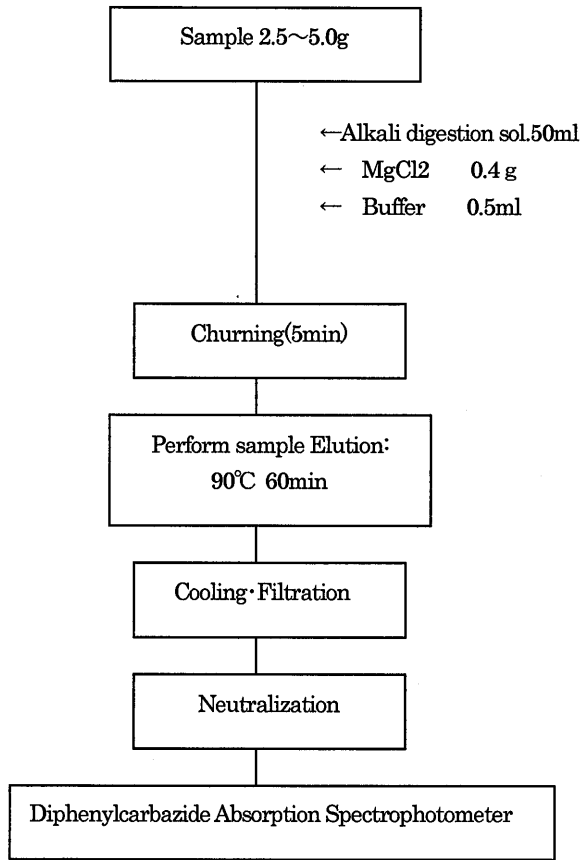 Sample 2.5～5.0g
←Alkali digestion sol.50ml
← MgCl2 0.4 g
← Buffer 0.5ml
Churning(5min)
Perform sample Elution:
90℃ 60min
Cooling・Filtration
Neutralization
Diphenylcarbazide Absorption Spectrophotometer